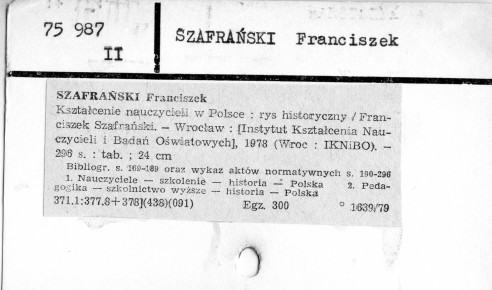 75 987
II
SZAFRAŃSKI Franciszek
SZAFRAŃSKI Franciszek
Kształcenie nauczycieli w Polsce : rys historyczny / Fran-
ciszek Szafrański. — Wrocław : [Instytut Kształcenia Nau-
czycieli i Badań Oświatowych], 1978 (Wroc : IKNiBO). —
296 s. : tab. ; 24 cm
Bibliogr. s. 169-189 oraz wykaz aktów normatywnych s. 190-296
1. Nauczyciele — szkolenie — historia — Polska 2. Peda-
gogika — szkolnictwo wyższe — historia — Polska
371.1:377.8+378](438)(091) Egz. 300 ° 1639/79